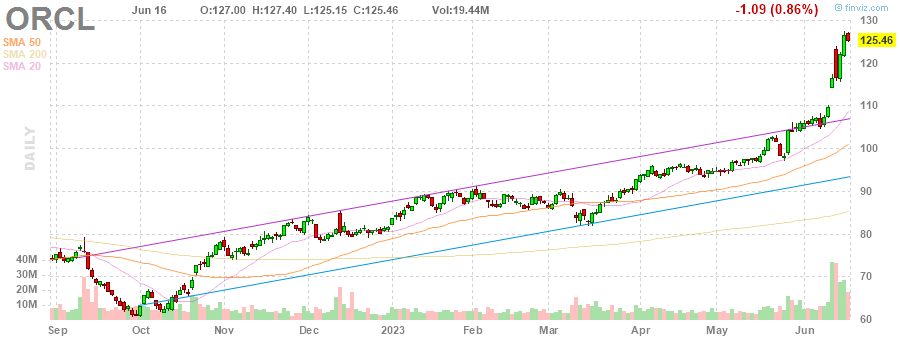 ORCL Jun 16 O:127.00 H:127.40 L:125.15 C:125.46 Vol:19.44M -1.09 (0.86%) © finviz.com
SMA 50
SMA 200
SMA 20
DAILY
130
125.46
120
110
100
90
80
70
60
40M
30M
20M
10M
Sep Oct Nov Dec 2023 Feb Mar Apr May Jun